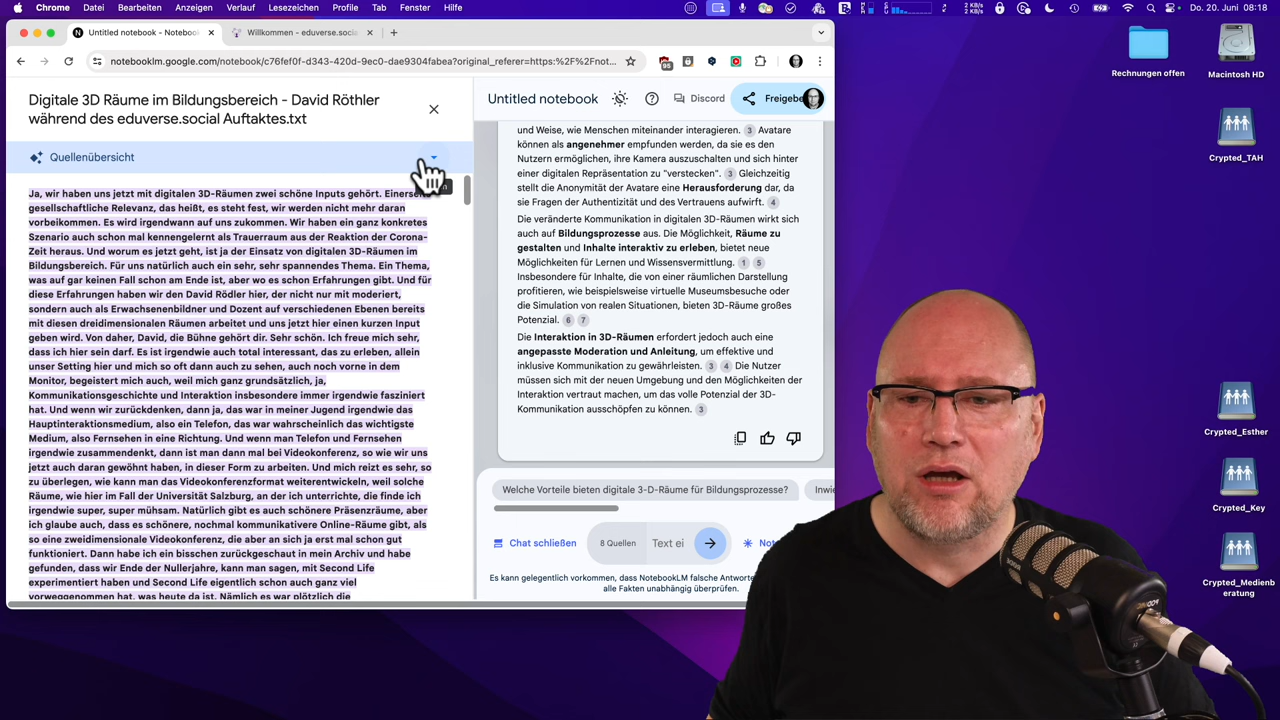 Chrome Datei Bearbeiten Anzeigen Verlauf Lesezeichen Profile Tab Fenster Hilfe
2 KB/s
Do. 20. Juni 08:18
Untitled notebook - Notebook
Willkommen - eduverse.socia
notebooklm.google.com/notebook/c76fef0f-d343-420d-9ec0-dae9304fabea?original_referer=https:%2F%2Fnot...
95
Digitale 3D Räume im Bildungsbereich - David Röthler
während des eduverse.social Auftaktes.txt
Quellenübersicht
Ja, wir haben uns jetzt mit digitalen 3D-Räumen zwei schöne Inputs gehört. Einerseits
gesellschaftliche Relevanz, das heißt, es steht fest, wir werden nicht mehr daran
vorbeikommen. Es wird irgendwann auf uns zukommen. Wir haben ein ganz konkretes
Szenario auch schon mal kennengelernt als Trauerraum aus der Reaktion der Corona-
Zeit heraus. Und worum es jetzt geht, ist ja der Einsatz von digitalen 3D-Räumen im
Bildungsbereich. Für uns natürlich auch ein sehr, sehr spannendes Thema. Ein Thema,
was auf gar keinen Fall schon am Ende ist, aber wo es schon Erfahrungen gibt. Und für
diese Erfahrungen haben wir den David Rödler hier, der nicht nur mit moderiert,
sondern auch als Erwachsenenbildner und Dozent auf verschiedenen Ebenen bereits
mit diesen dreidimensionalen Räumen arbeitet und uns jetzt hier einen kurzen Input
geben wird. Von daher, David, die Bühne gehört dir. Sehr schön. Ich freue mich sehr,
dass ich hier sein darf. Es ist irgendwie auch total interessant, das zu erleben, allein
unser Setting hier und mich so oft dann auch zu sehen, auch noch vorne in dem
Monitor, begeistert mich auch, weil mich ganz grundsätzlich, ja,
Kommunikationsgeschichte und Interaktion insbesondere immer irgendwie fasziniert
hat. Und wenn wir zurückdenken, dann ja, das war in meiner Jugend irgendwie das
Hauptinteraktionsmedium, also ein Telefon, das war wahrscheinlich das wichtigste
Medium, also Fernsehen in eine Richtung. Und wenn man Telefon und Fernsehen
irgendwie zusammendenkt, dann ist man dann mal bei Videokonferenz, so wie wir uns
jetzt auch daran gewöhnt haben, in dieser Form zu arbeiten. Und mich reizt es sehr, so
zu überlegen, wie kann man das Videokonferenzformat weiterentwickeln, weil solche
Räume, wie hier im Fall der Universität Salzburg, an der ich unterrichte, die finde ich
irgendwie super, super mühsam. Natürlich gibt es auch schönere Präsenzräume, aber
ich glaube auch, dass es schönere, nochmal kommunikativere Online-Räume gibt, als
so eine zweidimensionale Videokonferenz, die aber an sich ja erst mal schon gut
funktioniert. Dann habe ich ein bisschen zurückgeschaut in mein Archiv und habe
gefunden, dass wir Ende der Nullerjahre, kann man sagen, mit Second Life
experimentiert haben und Second Life eigentlich schon auch ganz viel
vorweggenommen hat, was heute da ist. Nämlich es war plötzlich die
Untitled notebook
Discord
Freigebe
und Weise, wie Menschen miteinander interagieren. 3 Avatare
können als angenehmer empfunden werden, da sie es den
Nutzern ermöglichen, ihre Kamera auszuschalten und sich hinter
einer digitalen Repräsentation zu "verstecken". 3 Gleichzeitig
stellt die Anonymität der Avatare eine Herausforderung dar, da
sie Fragen der Authentizität und des Vertrauens aufwirft. 4
Die veränderte Kommunikation in digitalen 3D-Räumen wirkt sich
auch auf Bildungsprozesse aus. Die Möglichkeit, Räume zu
gestalten und Inhalte interaktiv zu erleben, bietet neue
Möglichkeiten für Lernen und Wissensvermittlung. 1 5
Insbesondere für Inhalte, die von einer räumlichen Darstellung
profitieren, wie beispielsweise virtuelle Museumsbesuche oder
die Simulation von realen Situationen, bieten 3D-Räume großes
Potenzial. 6 7
Die Interaktion in 3D-Räumen erfordert jedoch auch eine
angepasste Moderation und Anleitung, um effektive und
inklusive Kommunikation zu gewährleisten. 3 4 Die Nutzer
müssen sich mit der neuen Umgebung und den Möglichkeiten der
Interaktion vertraut machen, um das volle Potenzial der 3D-
Kommunikation ausschöpfen zu können. 3
Welche Vorteile bieten digitale 3-D-Räume für Bildungsprozesse?
Inwie
Chat schließen
8 Quellen
Text ei
Not
Es kann gelegentlich vorkommen, dass NotebookLM falsche Antworte
alle Fakten unabhängig überprüfen.
Rechnungen offen
Macintosh HD
Crypted_TAH
Crypted_Esther
Crypted_Key
Crypted_Medienb
eratung